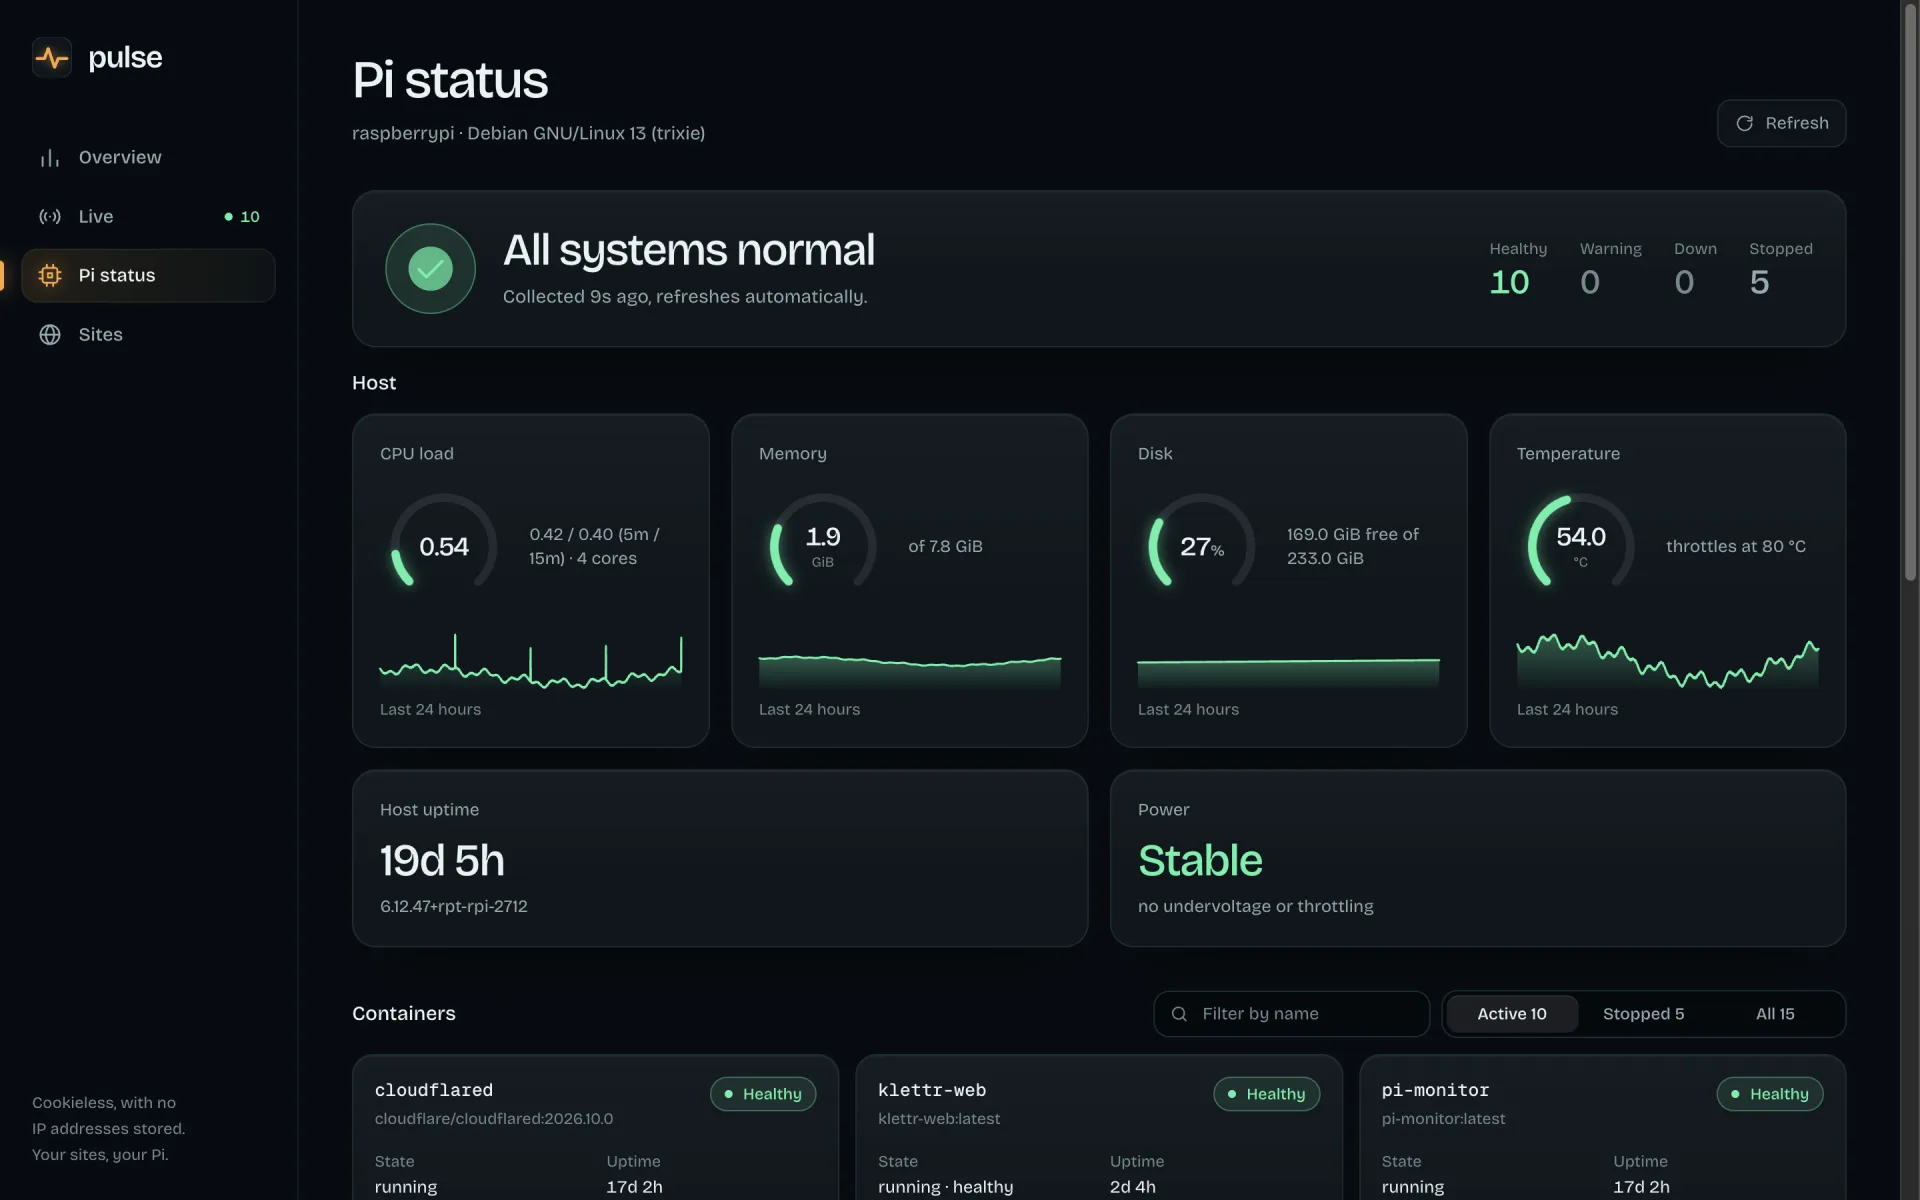 pulse
Overview
Live
10
Pi status
Sites
Cookieless, with no
IP addresses stored.
Your sites, your Pi.
Pi status
raspberrypi · Debian GNU/Linux 13 (trixie)
Refresh
All systems normal
Collected 9s ago, refreshes automatically.
Healthy
10
Warning
0
Down
0
Stopped
5
Host
CPU load
0.54
0.42 / 0.40 (5m /
15m) · 4 cores
Last 24 hours
Memory
1.9
GiB
of 7.8 GiB
Last 24 hours
Disk
27%
169.0 GiB free of
233.0 GiB
Last 24 hours
Temperature
54.0
°C
throttles at 80 °C
Last 24 hours
Host uptime
19d 5h
6.12.47+rpt-rpi-2712
Power
Stable
no undervoltage or throttling
Containers
Filter by name
Active 10
Stopped 5
All 15
cloudflared
Healthy
cloudflare/cloudflared:2026.10.0
State
running
Uptime
17d 2h
klettr-web
Healthy
klettr-web:latest
State
running · healthy
Uptime
2d 4h
pi-monitor
Healthy
pi-monitor:latest
State
running
Uptime
17d 2h